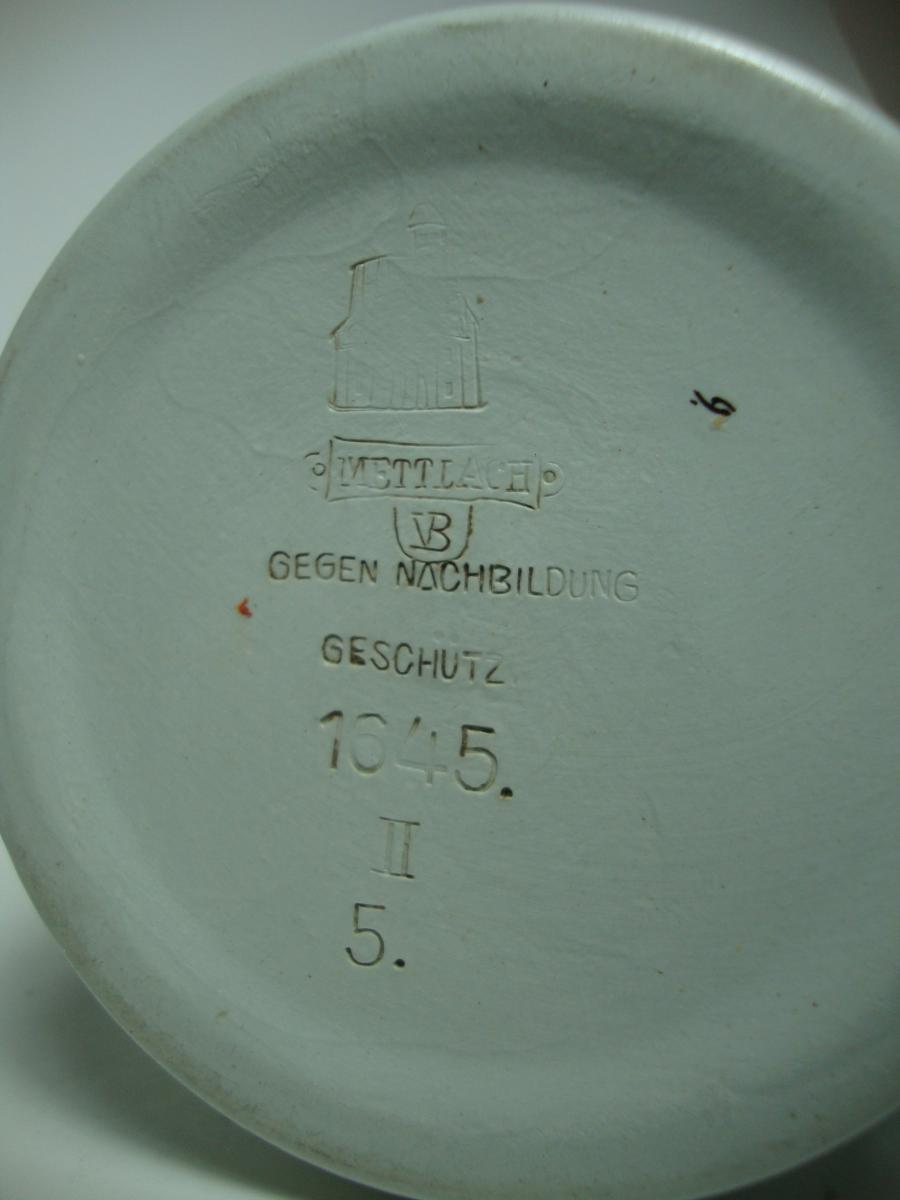 METTLACH
VB
GEGEN NACHBILDUNG
GESCHUTZ
1645.
II
5.